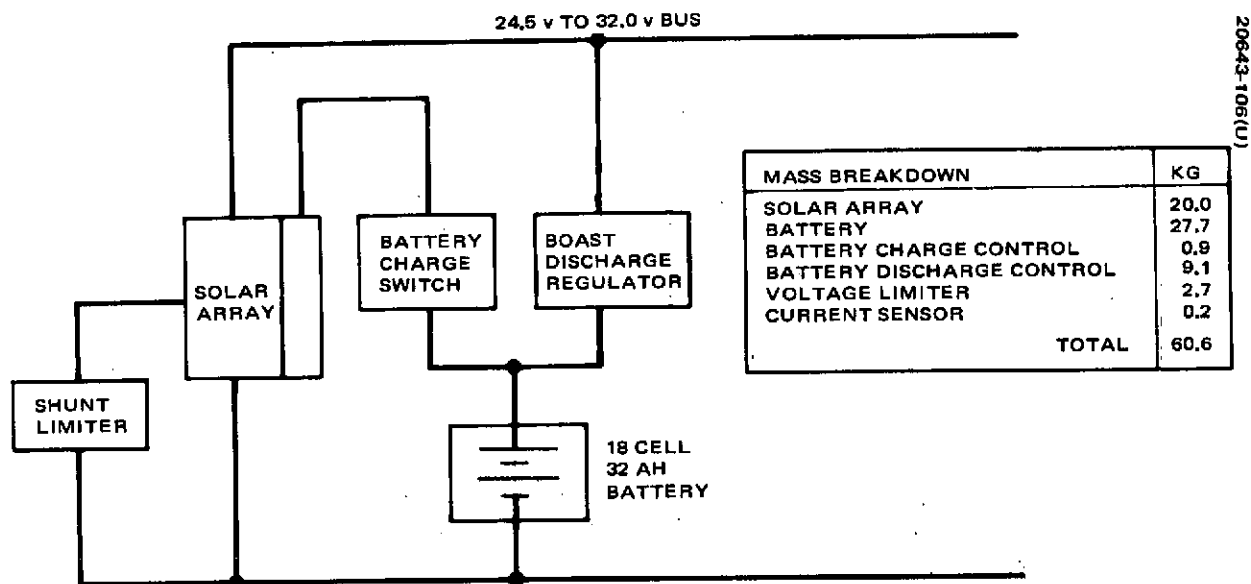 24.5 v TO 32.0 v BUS
20643-106(U)
BATTERY
CHARGE
SWITCH
BOAST
DISCHARGE
REGULATOR
SOLAR
ARRAY
SHUNT
LIMITER
18 CELL
32 AH
BATTERY
MASS BREAKDOWN KG
SOLAR ARRAY 20.0
BATTERY 27.7
BATTERY CHARGE CONTROL 0.9
BATTERY DISCHARGE CONTROL 9.1
VOLTAGE LIMITER 2.7
CURRENT SENSOR 0.2
TOTAL 60.6